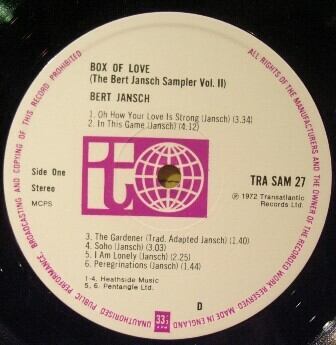 BOX OF LOVE
(The Bert Jansch Sampler Vol. II)
BERT JANSCH
1. Oh How Your Love Is Strong (Jansch) (3.34)
2. In This Game (Jansch) (4.12)
Side One
Stereo
MCPS
it
TRA SAM 27
℗ 1972 Transatlantic
Records Ltd
3. The Gardener (Trad. Adapted Jansch) (1.40)
4. Soho (Jansch) (3.03)
5. I Am Lonely (Jansch) (2.25)
6. Peregrinations (Jansch) (1.44)
1-4. Heathside Music
5, 6. Pentangle Ltd.
D
33⅓
ALL RIGHTS OF THE MANUFACTURERS AND THE OWNER OF THE RECORDED WORK RESERVED MADE IN ENGLAND UNAUTHORISED PUBLIC PERFORMANCE, BROADCASTING AND COPYING OF THIS RECORD PROHIBITED